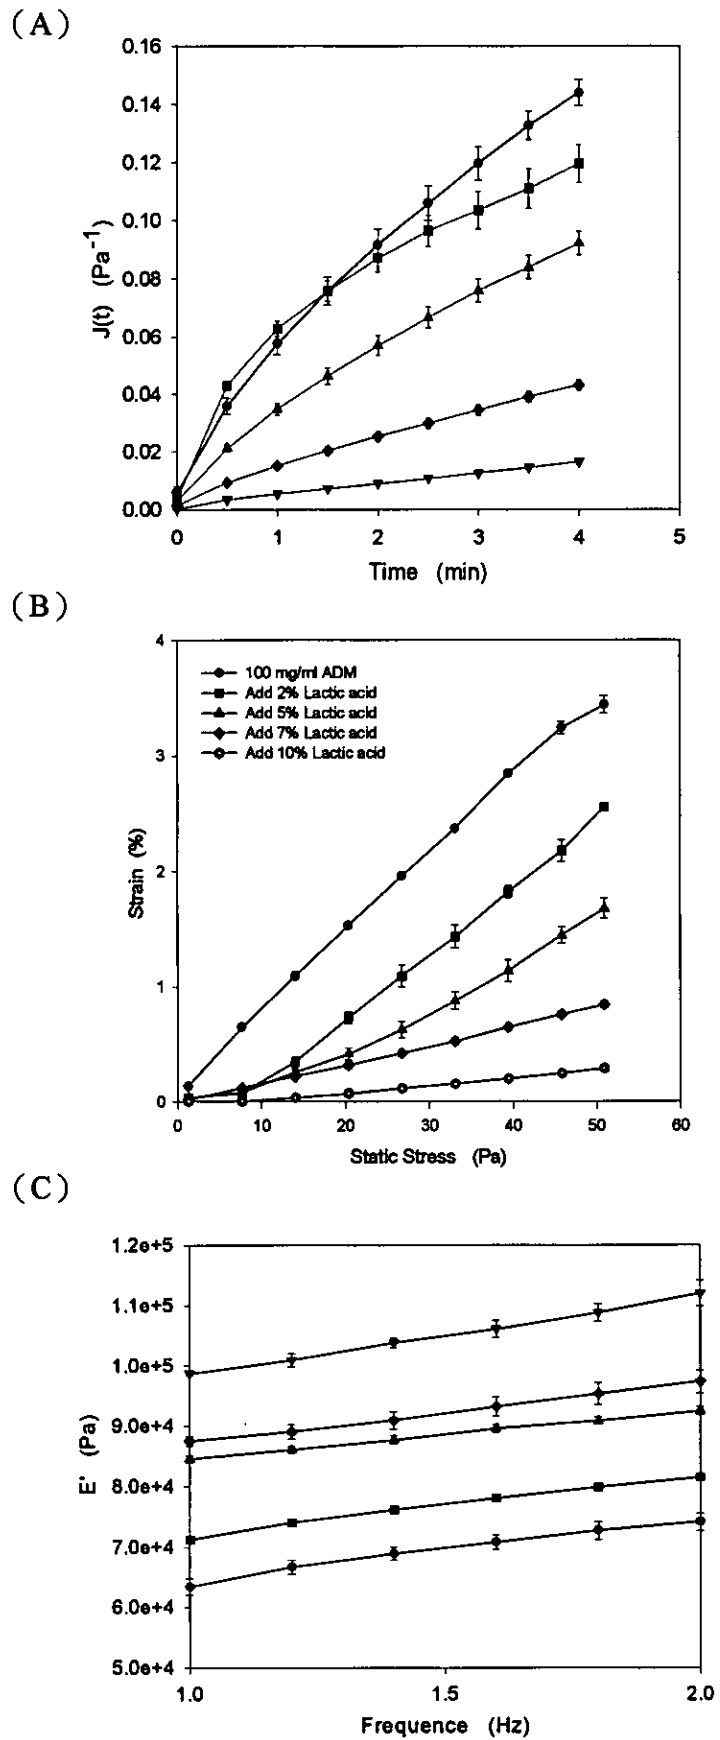 (A)
0.16
0.14
0.12
0.10
0.08
0.06
0.04
0.02
0.00
J(t) (Pa⁻¹)
0 1 2 3 4 5
Time (min)
(B)
4
3
2
1
0
Strain (%)
100 mg/ml ADM
Add 2% Lactic acid
Add 5% Lactic acid
Add 7% Lactic acid
Add 10% Lactic acid
0 10 20 30 40 50 60
Static Stress (Pa)
(C)
1.2e+5
1.1e+5
1.0e+5
9.0e+4
8.0e+4
7.0e+4
6.0e+4
5.0e+4
E' (Pa)
1.0 1.5 2.0
Frequence (Hz)